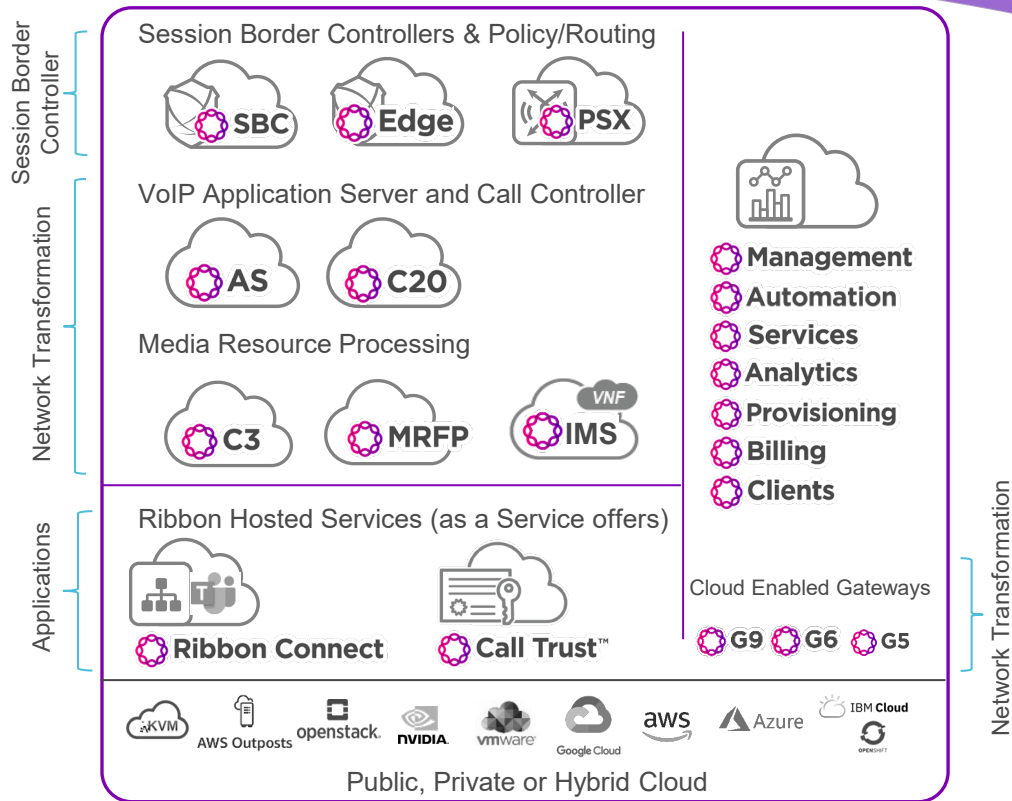 Session Border
Controller
Session Border Controllers & Policy/Routing
SBC
Edge
PSX
Network Transformation
VoIP Application Server and Call Controller
AS
C20
Media Resource Processing
C3
MRFP
VNF
IMS
Management
Automation
Services
Analytics
Provisioning
Billing
Clients
Applications
Ribbon Hosted Services (as a Service offers)
T
Ribbon Connect
Call Trust™
Cloud Enabled Gateways
G9
G6
G5
Network Transformation
KVM
AWS Outposts
openstack.
NVIDIA.
vmware
Google Cloud
aws
Azure
IBM Cloud
OPENSHIFT
Public, Private or Hybrid Cloud